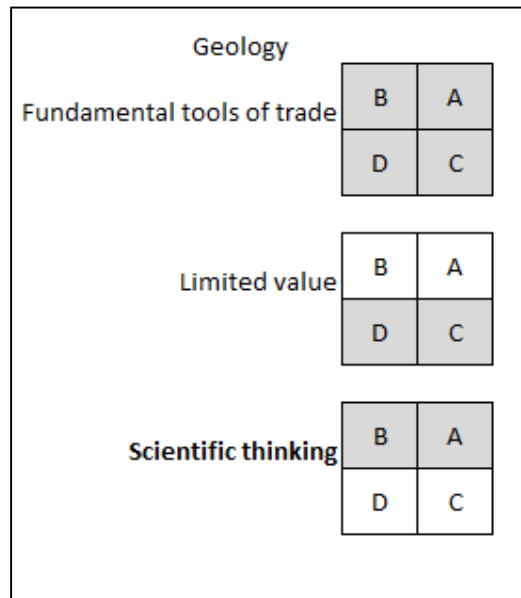 Geology
Fundamental tools of trade
B A
D C
Limited value
B A
D C
Scientific thinking
B A
D C